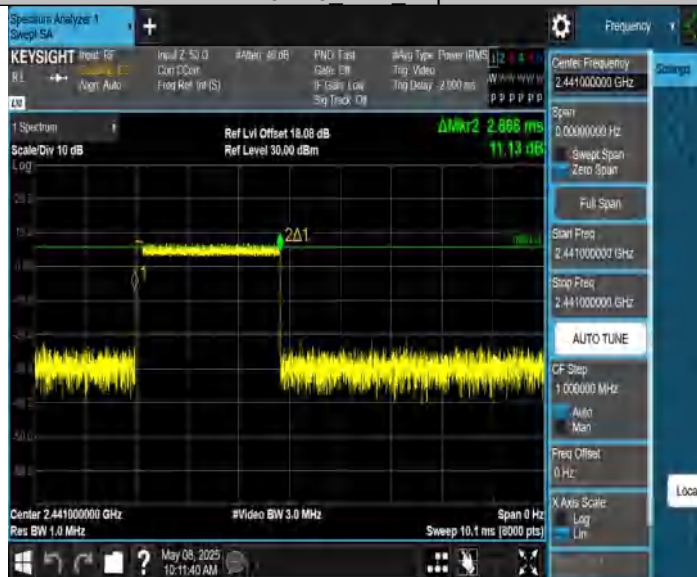 Spectrum Analyzer 1
Swept SA
+
Frequency
KEYSIGHT Input: RF
RL
Align: Auto
Input Z: 50 Ω
Corr CCorr
Freq Ref: Int (S)
#Atten: 40 dB
PNO: Fast
Gate: Off
IF Gain: Low
Sig Track: Off
#Avg Type: Power (RMS)
Trig: Video
Trig Delay: -2.000 ms
P P P P P P
LXI
1 Spectrum
Scale/Div 10 dB
Log
Ref Lvl Offset 18.08 dB
Ref Level 30.00 dBm
ΔMkr2
11.13 dB
2Δ1
1
Center 2.441000000 GHz
Res BW 1.0 MHz
#Video BW 3.0 MHz
Span 0 Hz
Sweep 10.1 ms (8000 pts)
Center Frequency
2.441000000 GHz
Settings
Span
0.00000000 Hz
Swept Span
Zero Span
Full Span
Start Freq
2.441000000 GHz
Stop Freq
2.441000000 GHz
AUTO TUNE
CF Step
1.000000 MHz
Auto
Man
Freq Offset
0 Hz
X Axis Scale
Log
Lin
Loca
?
May 08, 2025
10:11:40 AM